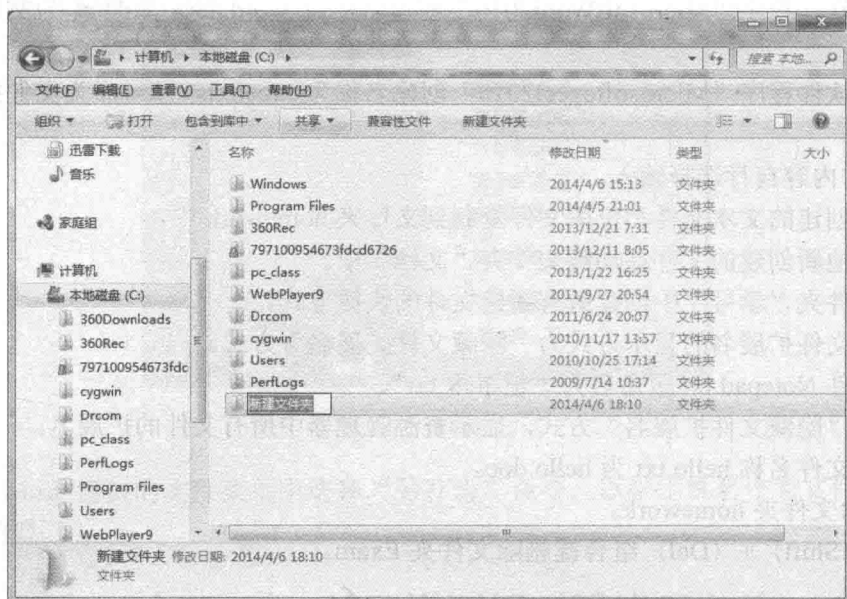 计算机 本地磁盘 (C:) 搜索 本地...
文件(F) 编辑(E) 查看(V) 工具(T) 帮助(H)
组织 打开 包含到库中 共享 兼容性文件 新建文件夹
迅雷下载
音乐
家庭组
计算机
本地磁盘 (C:)
360Downloads
360Rec
797100954673fdc
cygwin
Drcom
pc_class
PerfLogs
Program Files
Users
WebPlayer9
名称 修改日期 类型 大小
Windows 2014/4/6 15:13 文件夹
Program Files 2014/4/5 21:01 文件夹
360Rec 2013/12/21 7:31 文件夹
797100954673fdcd6726 2013/12/11 8:05 文件夹
pc_class 2013/1/22 16:25 文件夹
WebPlayer9 2011/9/27 20:54 文件夹
Drcom 2011/6/24 20:07 文件夹
cygwin 2010/11/17 13:57 文件夹
Users 2010/10/25 17:14 文件夹
PerfLogs 2009/7/14 10:37 文件夹
新建文件夹 2014/4/6 18:10 文件夹
新建文件夹 修改日期: 2014/4/6 18:10
文件夹